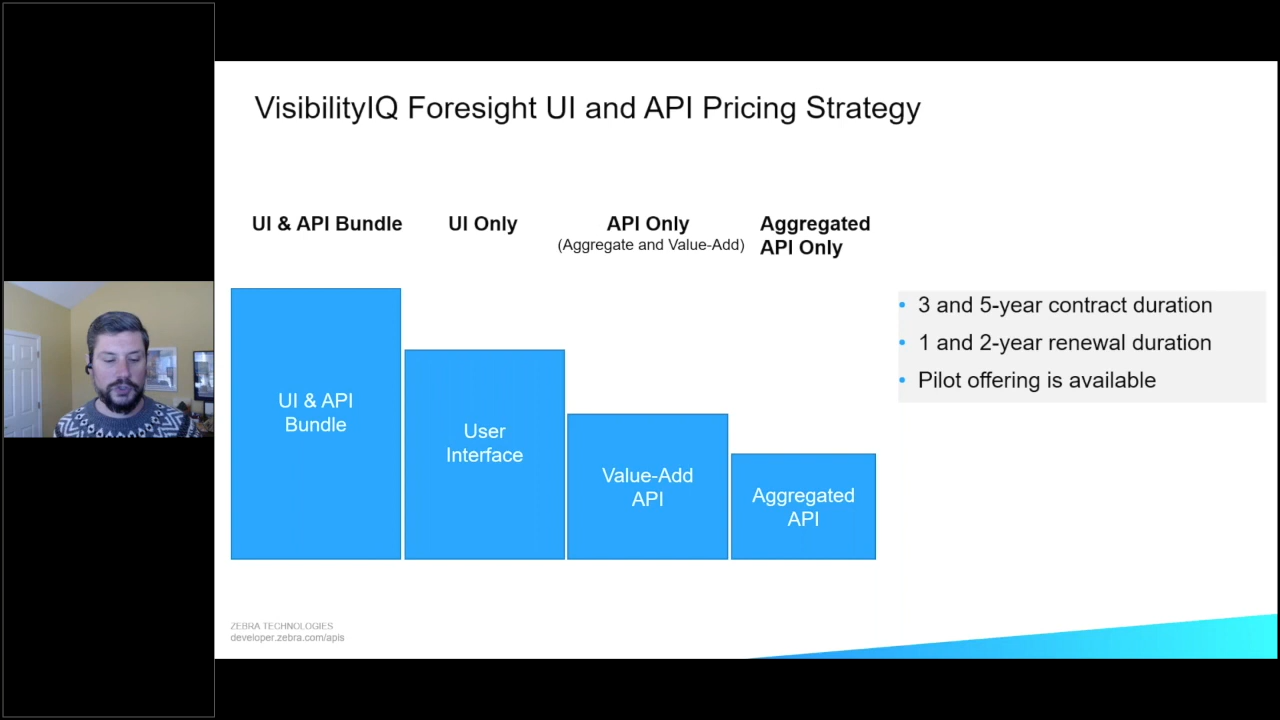 VisibilityIQ Foresight UI and API Pricing Strategy
UI & API Bundle
UI Only
API Only
(Aggregate and Value-Add)
Aggregated
API Only
UI & API
Bundle
User
Interface
Value-Add
API
Aggregated
API
• 3 and 5-year contract duration
• 1 and 2-year renewal duration
• Pilot offering is available
ZEBRA TECHNOLOGIES
developer.zebra.com/apis